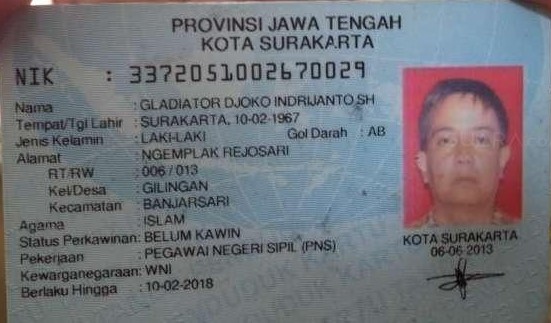 PROVINSI JAWA TENGAH
KOTA SURAKARTA
NIK : 3372051002670029
Nama : GLADIATOR DJOKO INDRIJANTO SH
Tempat/Tgl Lahir : SURAKARTA, 10-02-1967
Jenis Kelamin : LAKI-LAKI Gol Darah : AB
Alamat : NGEMPLAK REJOSARI
RT/RW : 006 / 013
Kel/Desa : GILINGAN
Kecamatan : BANJARSARI
Agama : ISLAM
Status Perkawinan: BELUM KAWIN
Pekerjaan : PEGAWAI NEGERI SIPIL (PNS)
Kewarganegaraan: WNI
Berlaku Hingga : 10-02-2018
KOTA SURAKARTA
06-06-2013